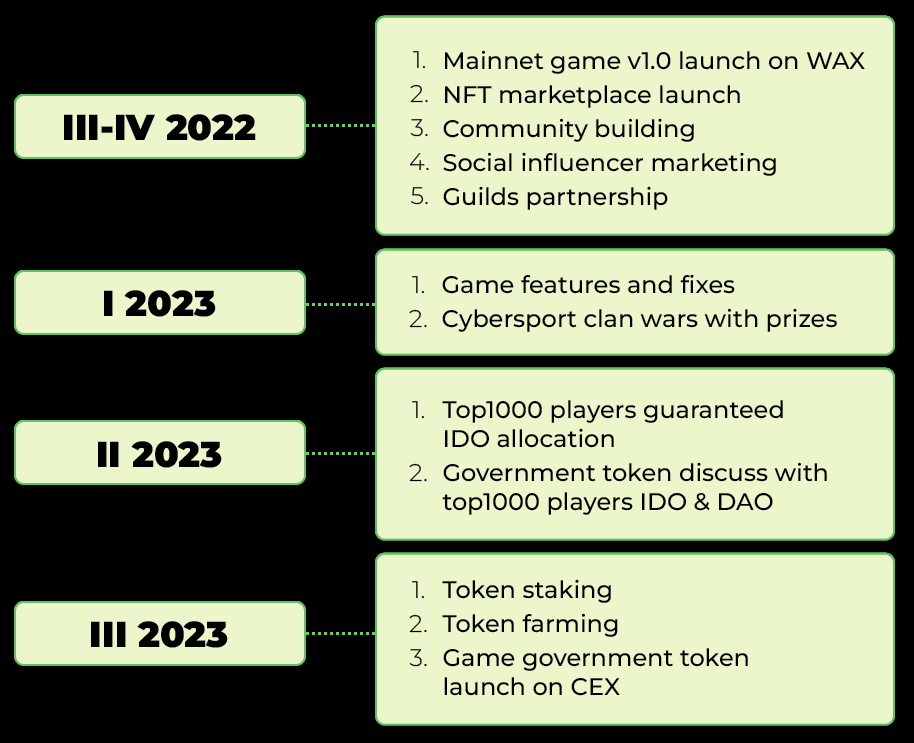 III-IV 2022
1. Mainnet game v1.0 launch on WAX
2. NFT marketplace launch
3. Community building
4. Social influencer marketing
5. Guilds partnership
I 2023
1. Game features and fixes
2. Cybersport clan wars with prizes
II 2023
1. Top1000 players guaranteed
IDO allocation
2. Government token discuss with
top1000 players IDO & DAO
III 2023
1. Token staking
2. Token farming
3. Game government token
launch on CEX